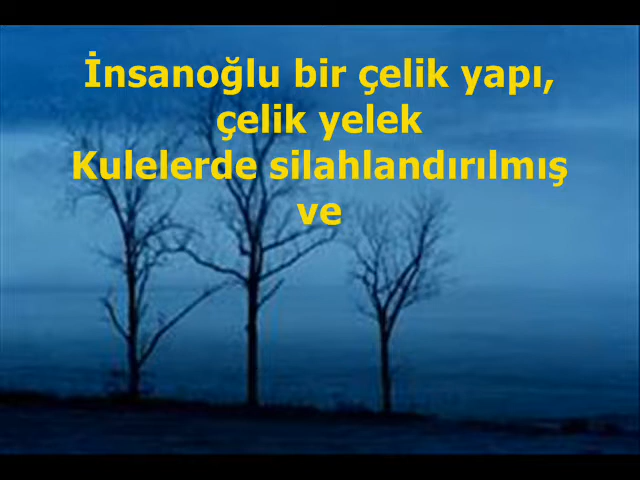 İnsanoğlu bir çelik yapı,
çelik yelek
Kulelerde silahlandırılmış
ve